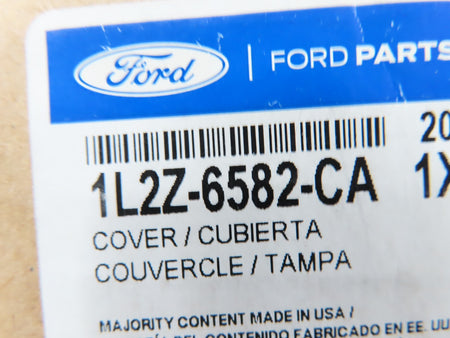 Ford | FORD PARTS
20
1L2Z-6582-CA 1X
COVER / CUBIERTA
COUVERCLE / TAMPA
MAJORITY CONTENT MADE IN USA /
DEL CONTENIDO FABRICADO EN EE. UU